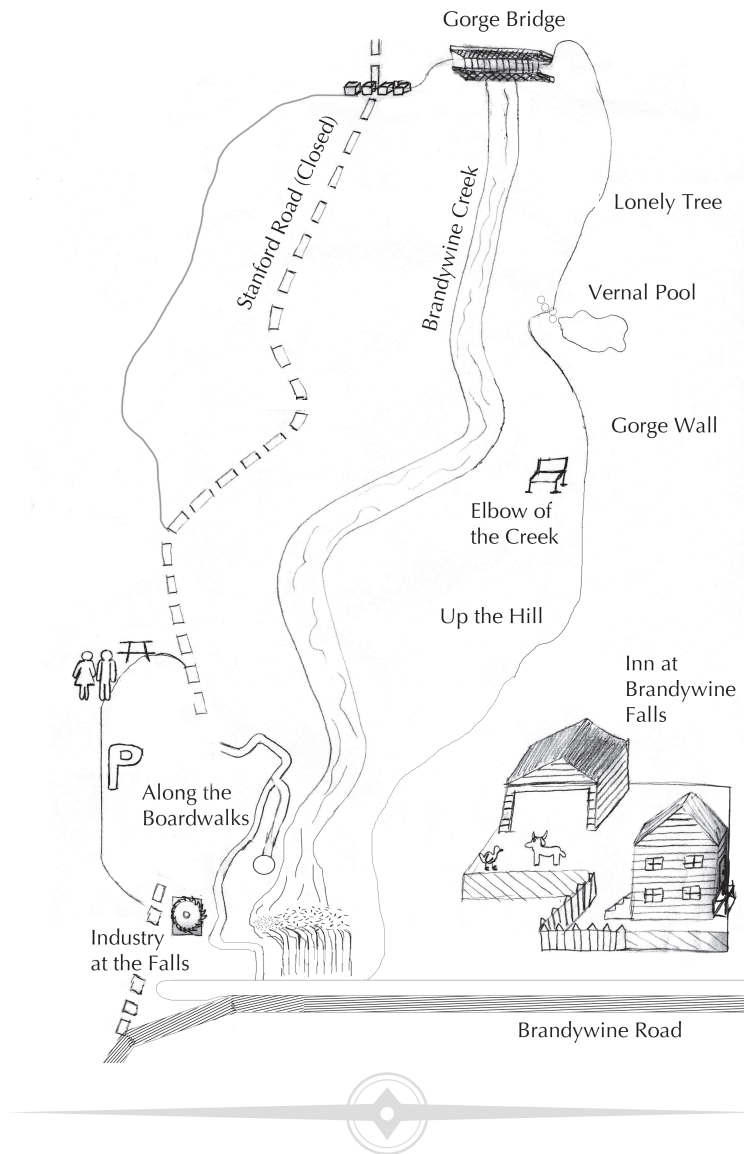 Gorge Bridge
Stanford Road (Closed)
Brandywine Creek
Lonely Tree
Vernal Pool
Gorge Wall
Elbow of
the Creek
Up the Hill
Inn at
Brandywine
Falls
P
Along the
Boardwalks
Industry
at the Falls
Brandywine Road